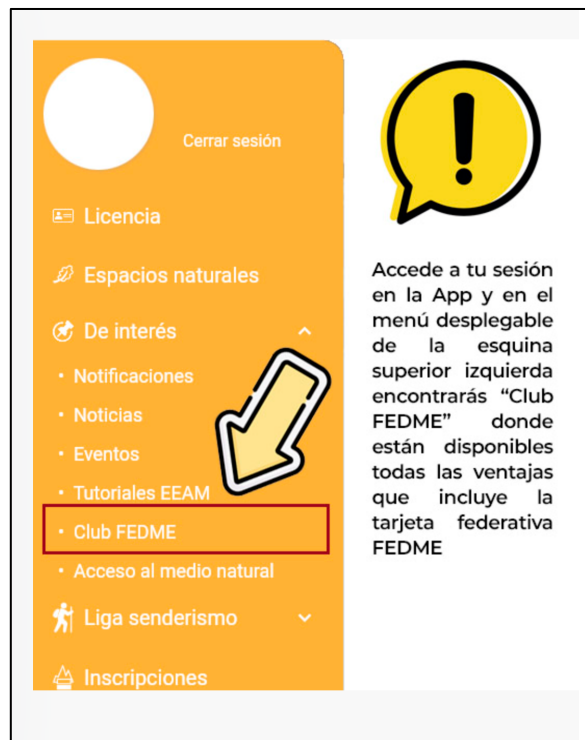 Cerrar sesión
Licencia
Espacios naturales
De interés
• Notificaciones
• Noticias
• Eventos
• Tutoriales EEAM
• Club FEDME
• Acceso al medio natural
Liga senderismo
Inscripciones
Accede a tu sesión
en la App y en el
menú desplegable
de la esquina
superior izquierda
encontrarás “Club
FEDME” donde
están disponibles
todas las ventajas
que incluye la
tarjeta federativa
FEDME